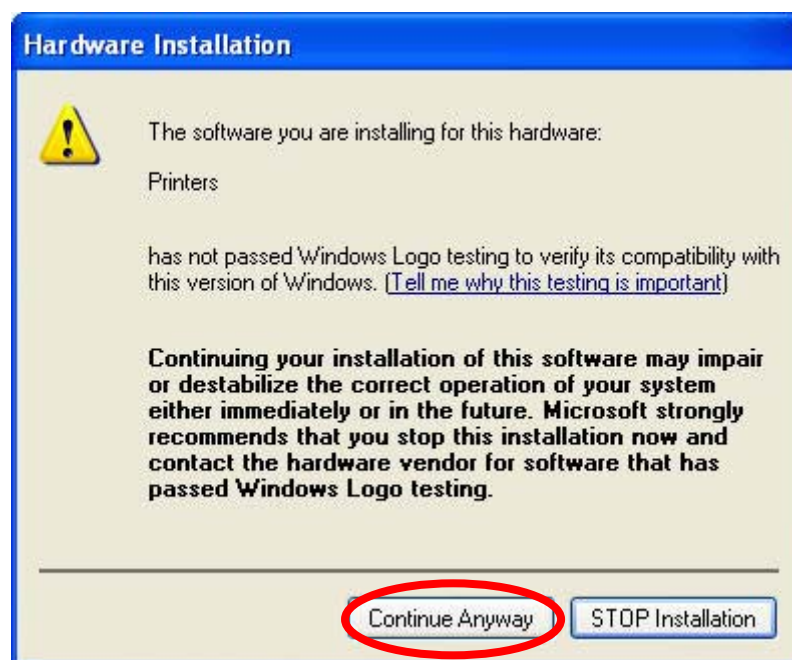 Hardware Installation
The software you are installing for this hardware:
Printers
has not passed Windows Logo testing to verify its compatibility with
this version of Windows. (Tell me why this testing is important)
Continuing your installation of this software may impair
or destabilize the correct operation of your system
either immediately or in the future. Microsoft strongly
recommends that you stop this installation now and
contact the hardware vendor for software that has
passed Windows Logo testing.
Continue Anyway STOP Installation